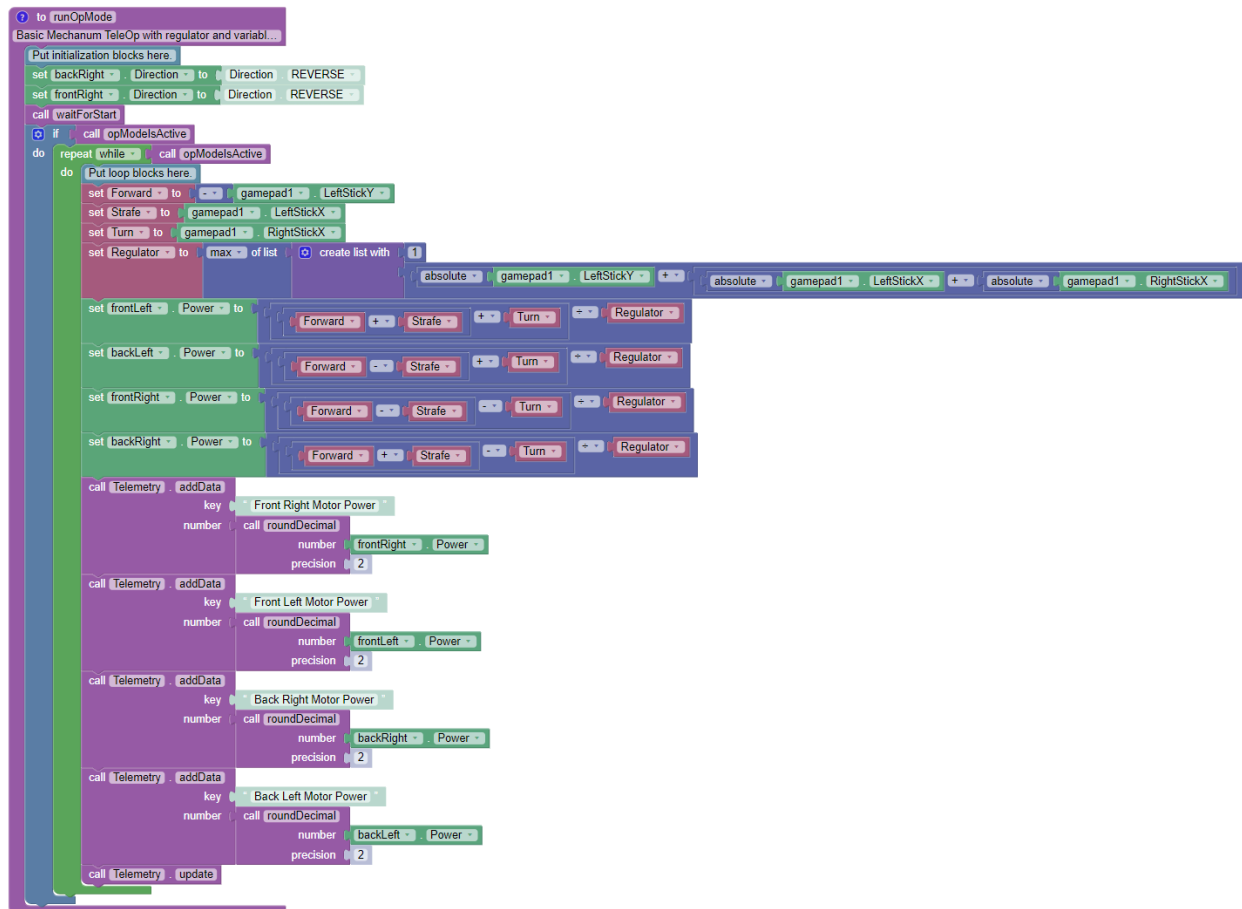 ? to runOpMode
Basic Mechanum TeleOp with regulator and variabl...
Put initialization blocks here.
set backRight . Direction to Direction . REVERSE
set frontRight . Direction to Direction . REVERSE
call waitForStart
if call opModeIsActive
do repeat while call opModeIsActive
do Put loop blocks here.
set Forward to - gamepad1 . LeftStickY
set Strafe to gamepad1 . LeftStickX
set Turn to gamepad1 . RightStickX
set Regulator to max of list create list with 1
absolute gamepad1 . LeftStickY + absolute gamepad1 . LeftStickX + absolute gamepad1 . RightStickX
set frontLeft . Power to Forward + Strafe + Turn ÷ Regulator
set backLeft . Power to Forward - Strafe + Turn ÷ Regulator
set frontRight . Power to Forward - Strafe - Turn ÷ Regulator
set backRight . Power to Forward + Strafe - Turn ÷ Regulator
call Telemetry . addData
key " Front Right Motor Power "
number call roundDecimal
number frontRight . Power
precision 2
call Telemetry . addData
key " Front Left Motor Power "
number call roundDecimal
number frontLeft . Power
precision 2
call Telemetry . addData
key " Back Right Motor Power "
number call roundDecimal
number backRight . Power
precision 2
call Telemetry . addData
key " Back Left Motor Power "
number call roundDecimal
number backLeft . Power
precision 2
call Telemetry . update